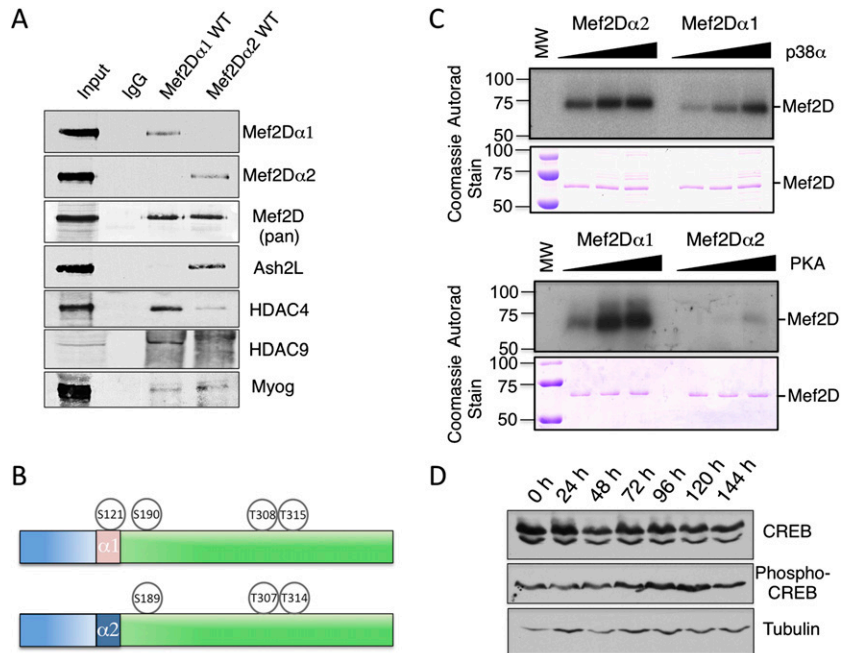 A
Input
IgG
Mef2Dα1 WT
Mef2Dα2 WT
Mef2Dα1
Mef2Dα2
Mef2D
(pan)
Ash2L
HDAC4
HDAC9
Myog
B
S121
S190
T308
T315
α1
S189
T307
T314
α2
C
MW
Mef2Dα2
Mef2Dα1
p38α
Autorad
100
75
50
Mef2D
Coomassie
Stain
100
75
50
Mef2D
MW
Mef2Dα1
Mef2Dα2
PKA
Autorad
100
75
50
Mef2D
Coomassie
Stain
100
75
50
Mef2D
D
0 h
24 h
48 h
72 h
96 h
120 h
144 h
CREB
Phospho-
CREB
Tubulin